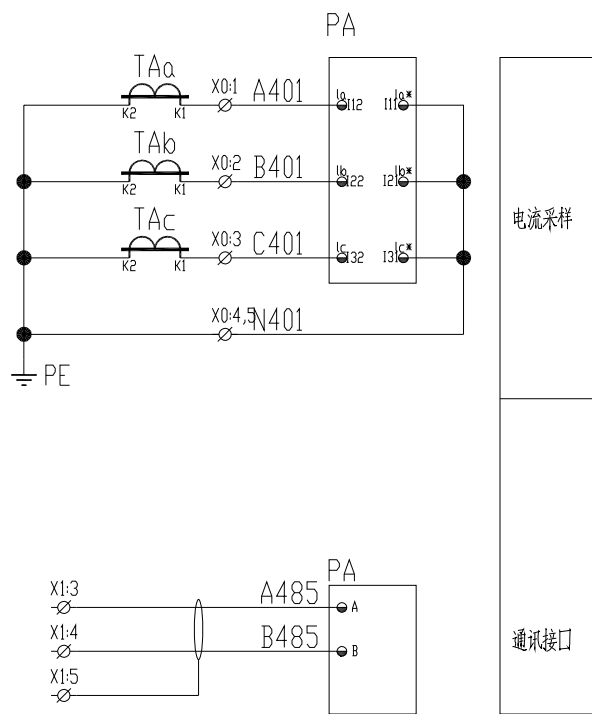 PA
TAa X0:1 A401 Ia Ia*
K2 K1 I12 I11
TAb X0:2 B401 Ib Ib*
K2 K1 I22 I21
电流采样
TAc X0:3 C401 Ic Ic*
K2 K1 I32 I31
X0:4,5 N401
PE
PA
X1:3 A485 A
X1:4 B485 B
通讯接口
X1:5